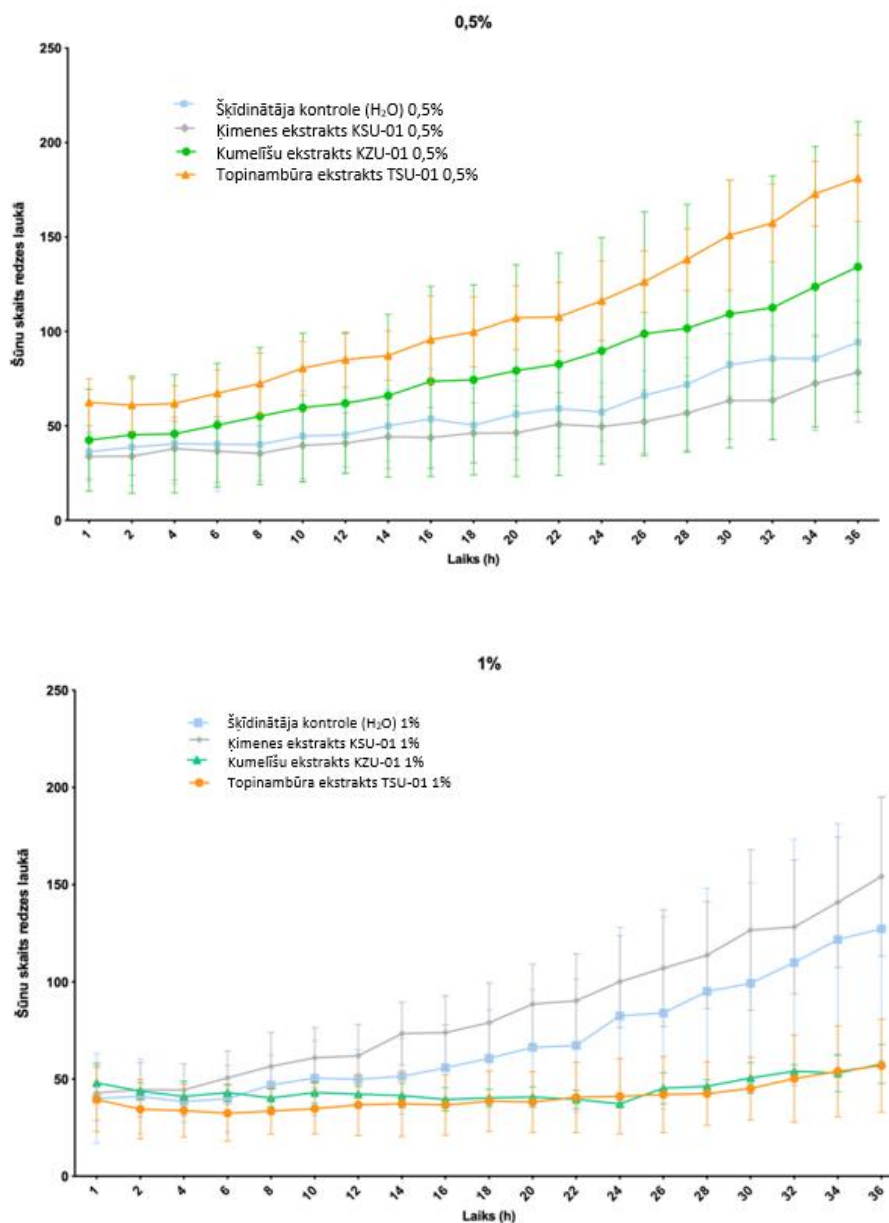 0,5%
250
200
150
100
50
0
Šūnu skaits redzes laukā
Šķīdinātāja kontrole (H₂O) 0,5%
Ķimenes ekstrakts KSU-01 0,5%
Kumelīšu ekstrakts KZU-01 0,5%
Topinambūra ekstrakts TSU-01 0,5%
1 2 4 6 8 10 12 14 16 18 20 22 24 26 28 30 32 34 36
Laiks (h)
1%
250
200
150
100
50
0
Šūnu skaits redzes laukā
Šķīdinātāja kontrole (H₂O) 1%
Ķimenes ekstrakts KSU-01 1%
Kumelīšu ekstrakts KZU-01 1%
Topinambūra ekstrakts TSU-01 1%
1 2 4 6 8 10 12 14 16 18 20 22 24 26 28 30 32 34 36
Laiks (h)